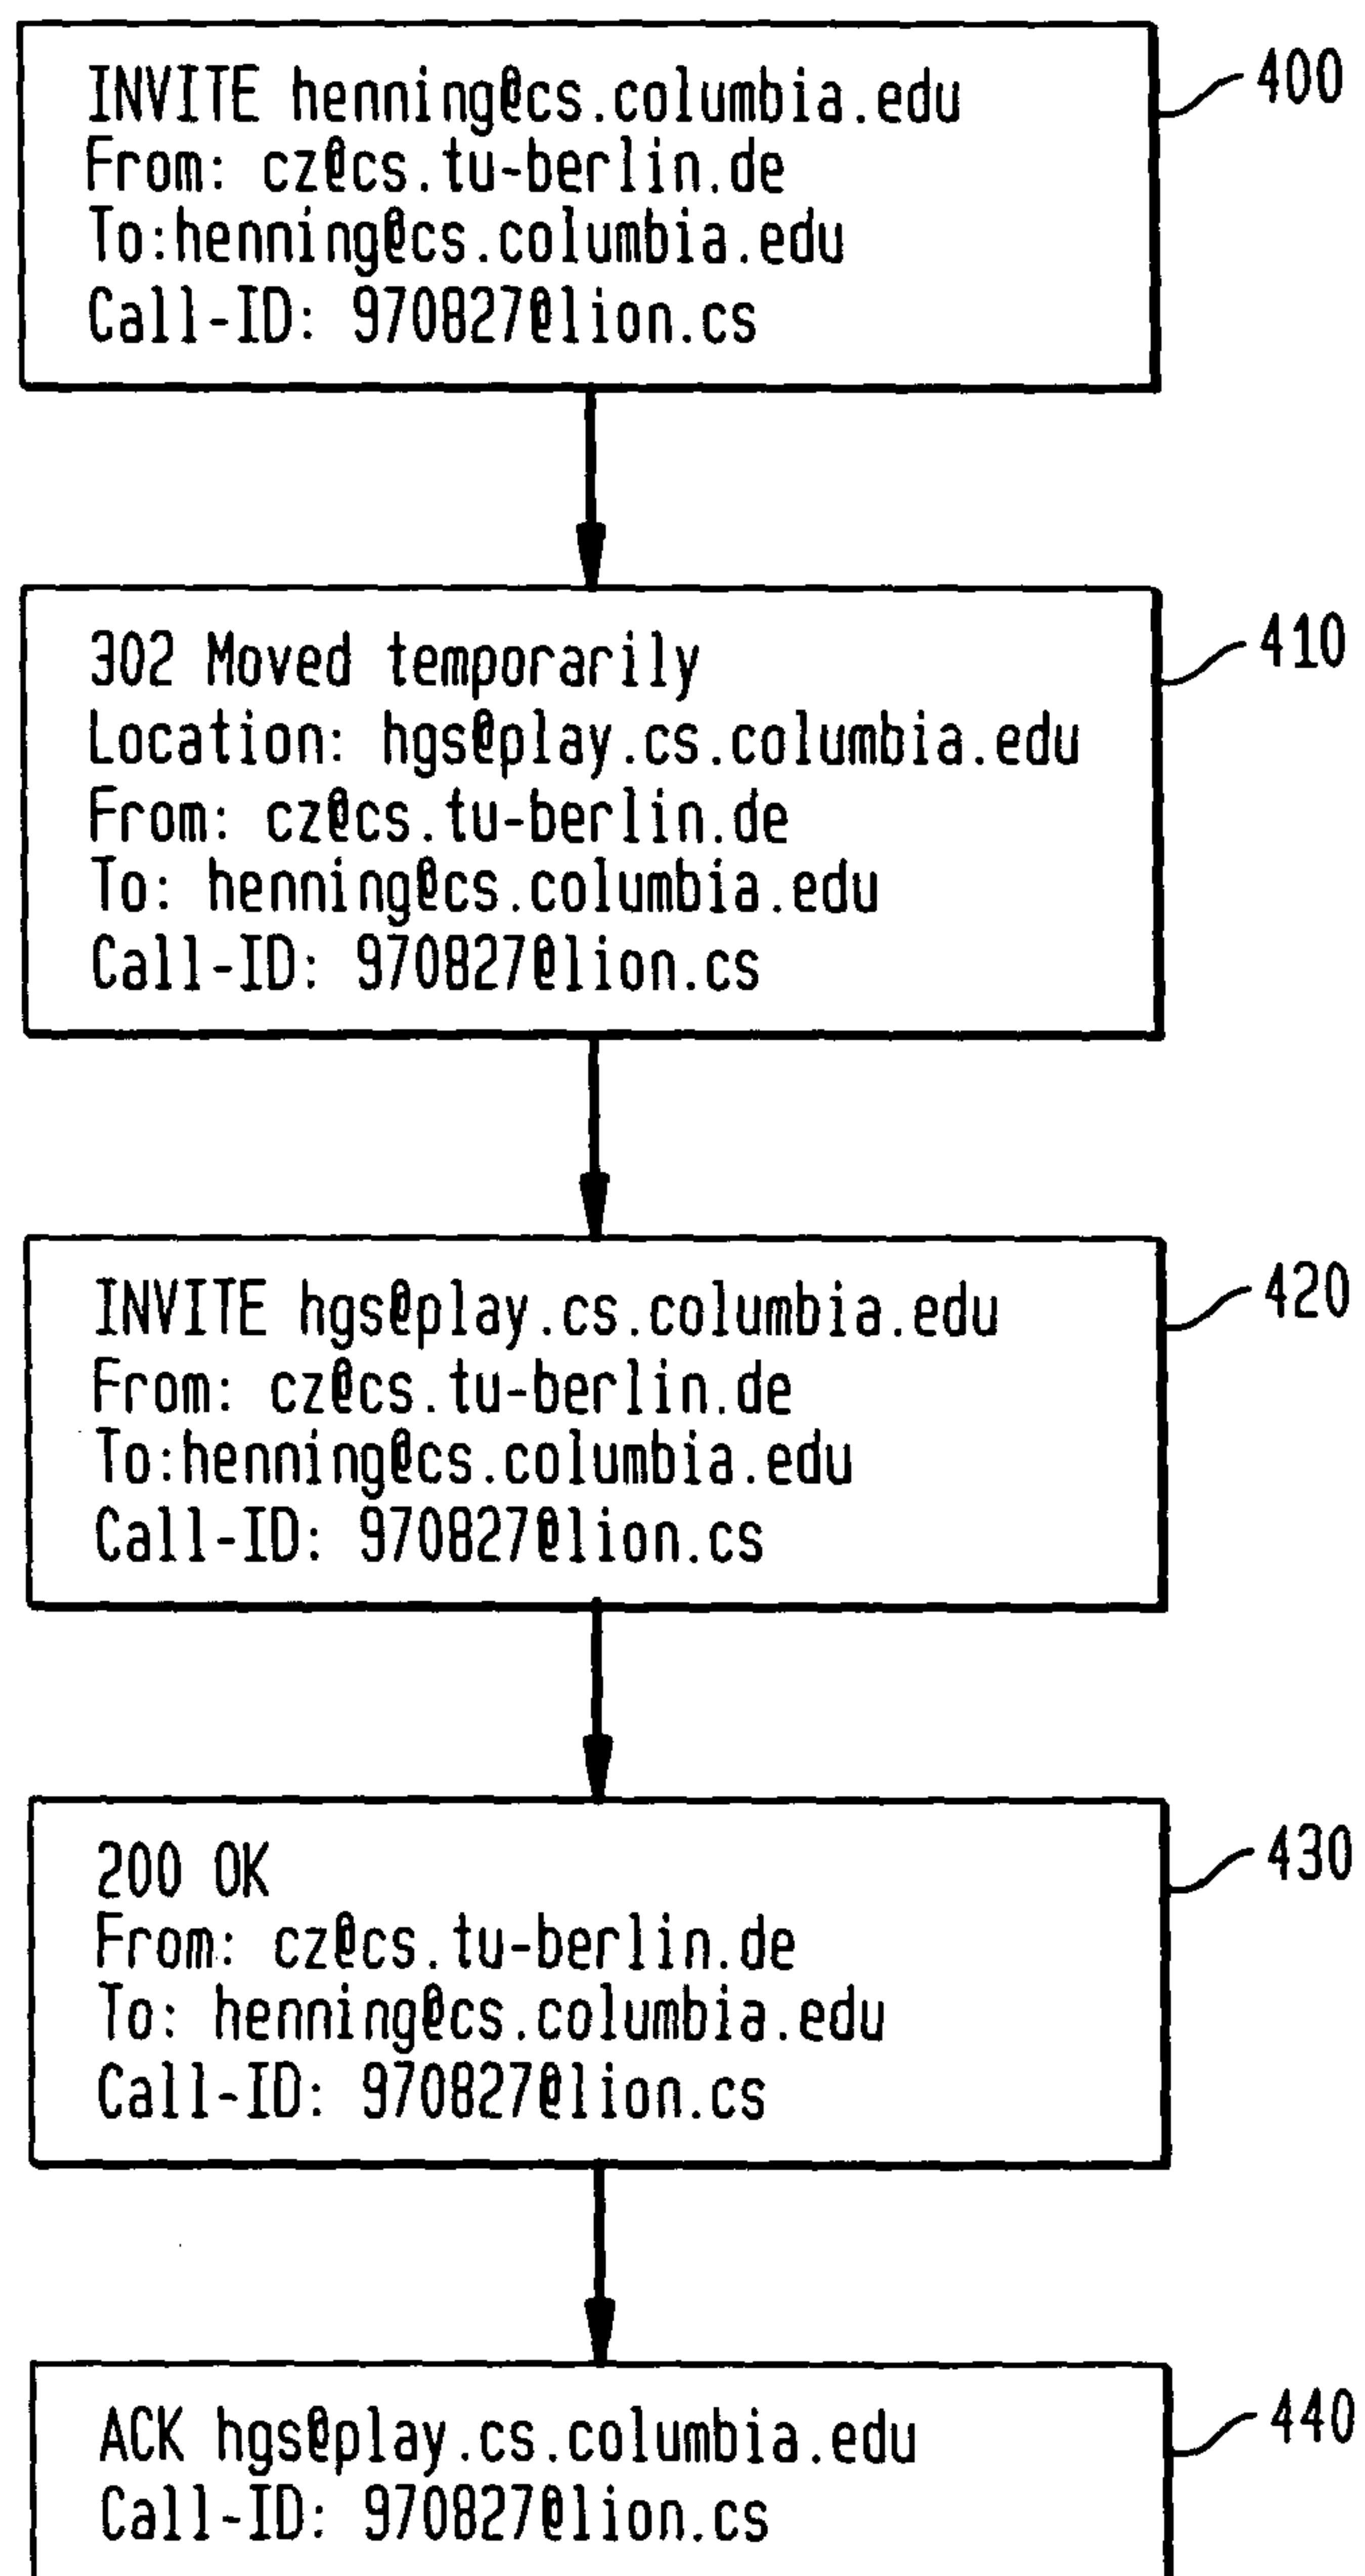 INVITE henning@cs.columbia.edu
From: cz@cs.tu-berlin.de
To:henning@cs.columbia.edu
Call-ID: 970827@lion.cs
400
302 Moved temporarily
Location: hgs@play.cs.columbia.edu
From: cz@cs.tu-berlin.de
To: henning@cs.columbia.edu
Call-ID: 970827@lion.cs
410
INVITE hgs@play.cs.columbia.edu
From: cz@cs.tu-berlin.de
To:henning@cs.columbia.edu
Call-ID: 970827@lion.cs
420
200 OK
From: cz@cs.tu-berlin.de
To: henning@cs.columbia.edu
Call-ID: 970827@lion.cs
430
ACK hgs@play.cs.columbia.edu
Call-ID: 970827@lion.cs
440